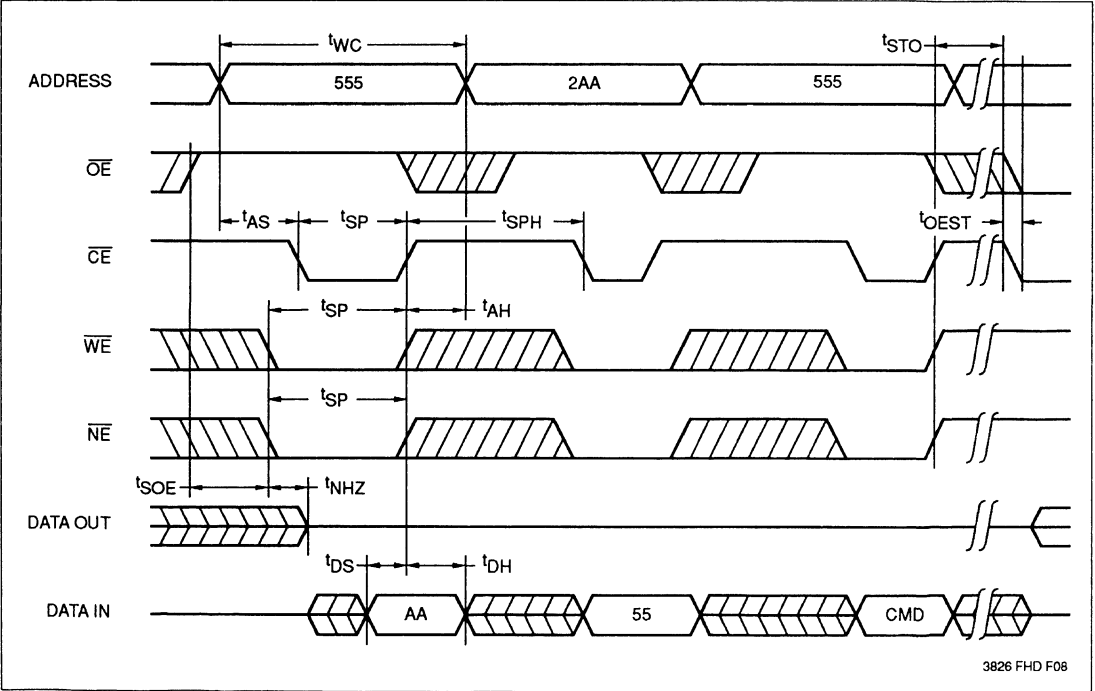 tWC
tSTO
ADDRESS
555
2AA
555
OE
tAS
tSP
tSPH
tOEST
CE
tSP
tAH
WE
tSP
NE
tSOE
tNHZ
DATA OUT
tDS
tDH
DATA IN
AA
55
CMD
3826 FHD F08